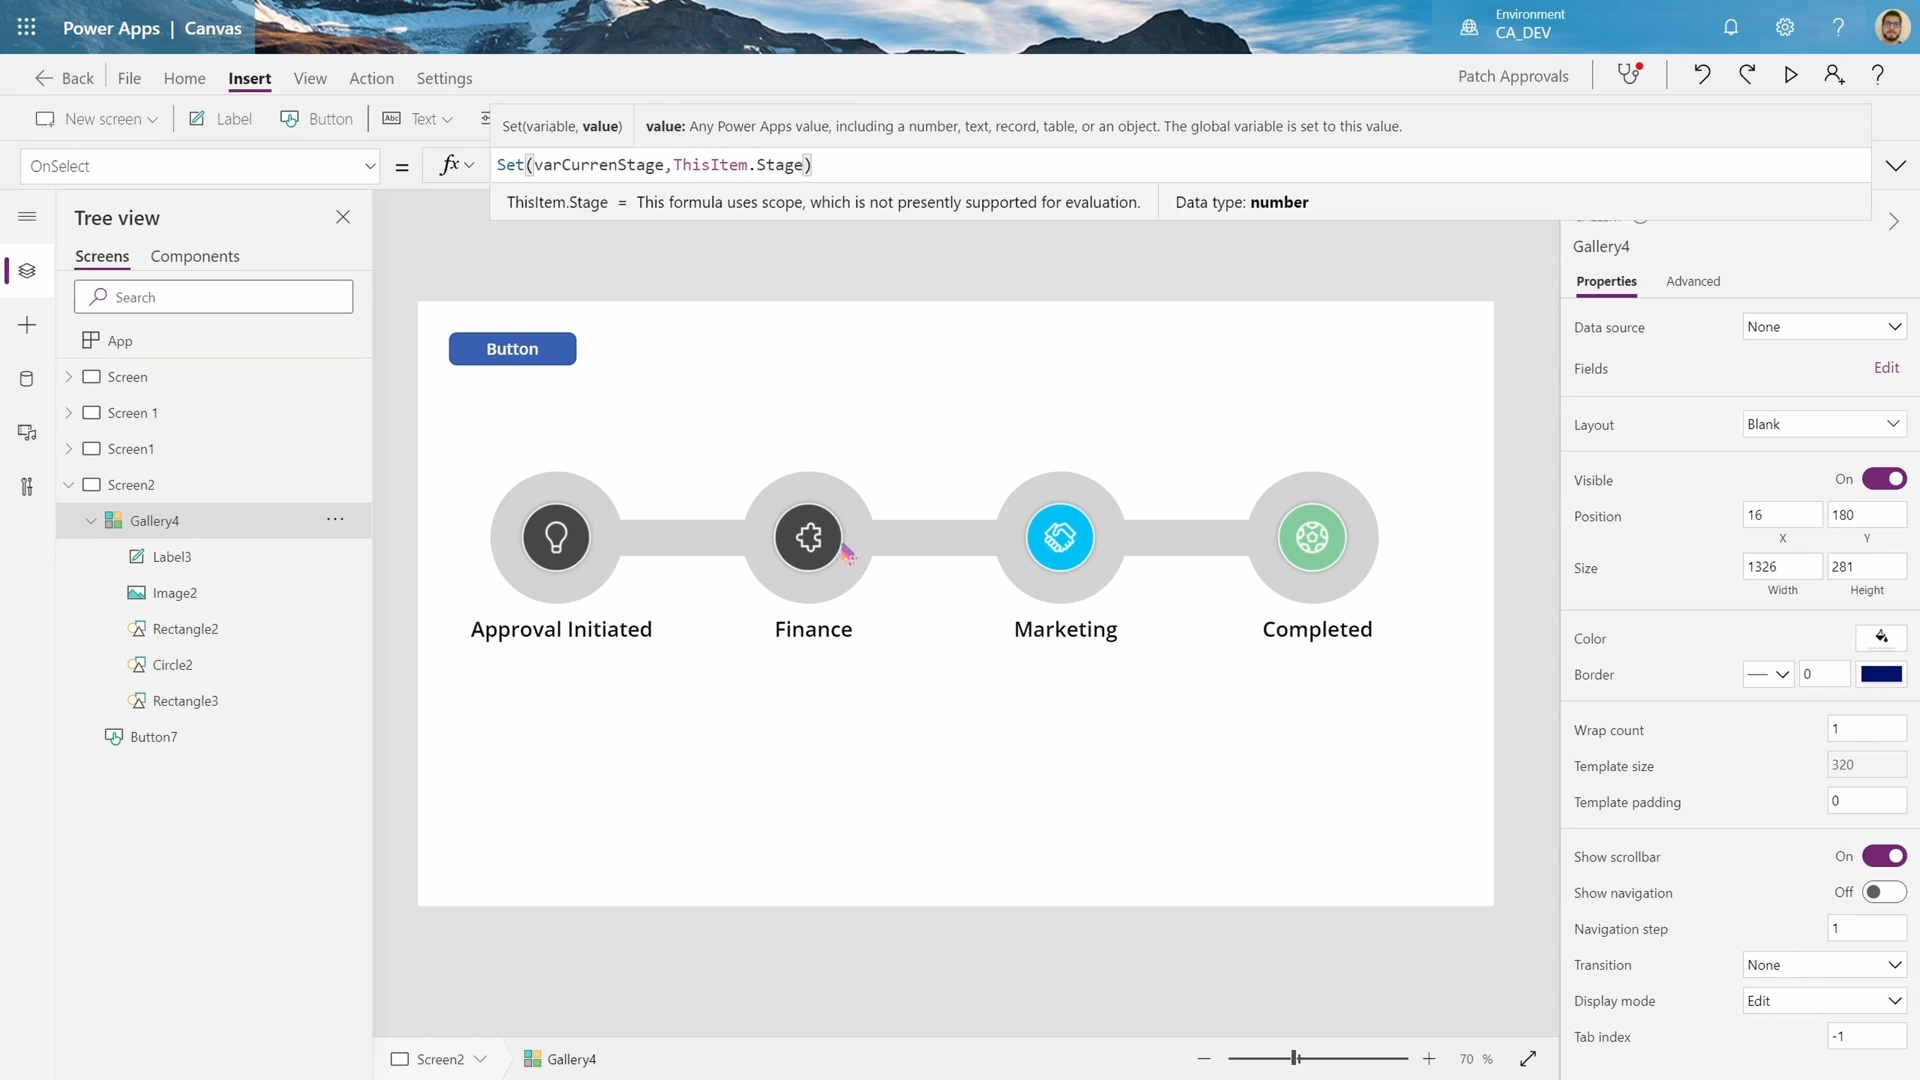 Power Apps | Canvas
Environment
CA_DEV
?
Back File Home Insert View Action Settings
Patch Approvals
?
New screen Label Button Abc Text
Set(variable, value) value: Any Power Apps value, including a number, text, record, table, or an object. The global variable is set to this value.
OnSelect = fx Set(varCurrenStage,ThisItem.Stage)
ThisItem.Stage = This formula uses scope, which is not presently supported for evaluation. Data type: number
Tree view
Screens Components
Search
App
Screen
Screen 1
Screen1
Screen2
Gallery4 ...
Label3
Image2
Rectangle2
Circle2
Rectangle3
Button7
Button
Approval Initiated Finance Marketing Completed
Gallery4
Properties Advanced
Data source None
Fields Edit
Layout Blank
Visible On
Position 16 180
X Y
Size 1326 281
Width Height
Color
Border 0
Wrap count 1
Template size 320
Template padding 0
Show scrollbar On
Show navigation Off
Navigation step 1
Transition None
Display mode Edit
Tab index -1
Screen2 Gallery4
70 %